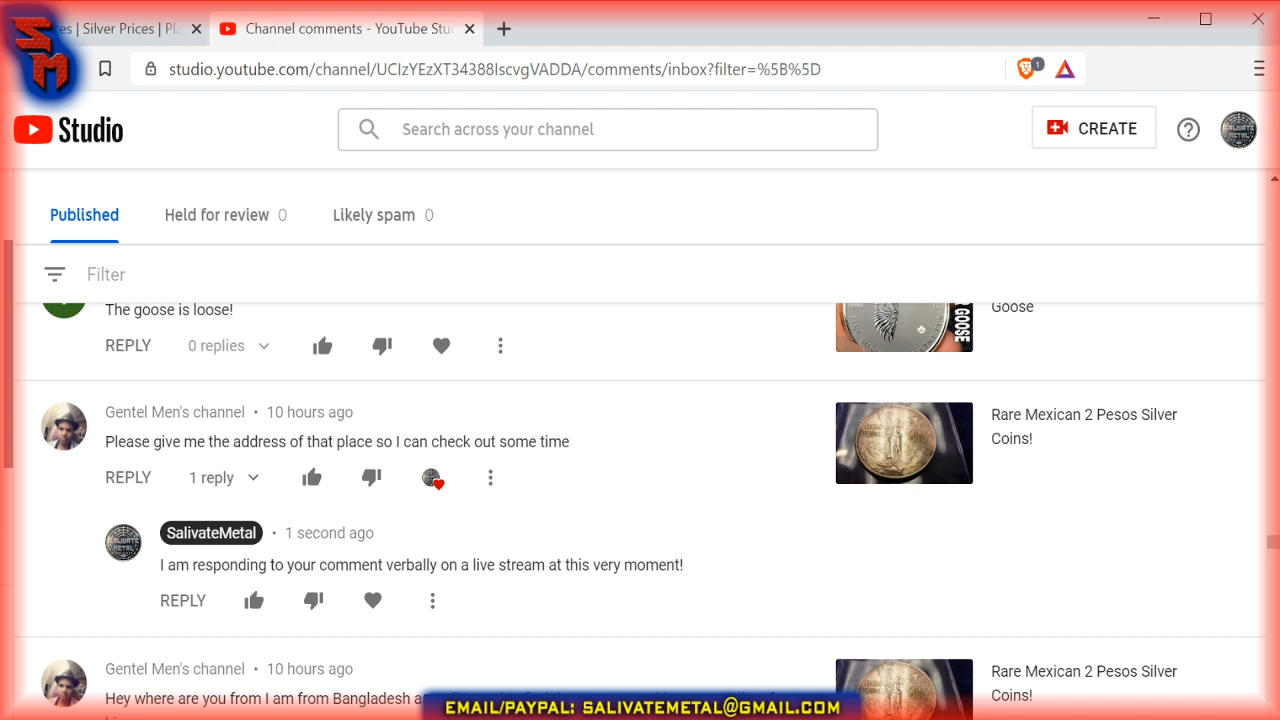 SM
es | Silver Prices | Pla
Channel comments - YouTube Stu
studio.youtube.com/channel/UCIzYEzXT34388IscvgVADDA/comments/inbox?filter=%5B%5D
1
Studio
Search across your channel
CREATE
Published
Held for review 0
Likely spam 0
Filter
The goose is loose!
Goose
GOOSE
REPLY 0 replies
Gentel Men's channel • 10 hours ago
Please give me the address of that place so I can check out some time
Rare Mexican 2 Pesos Silver
Coins!
REPLY 1 reply
SalivateMetal • 1 second ago
I am responding to your comment verbally on a live stream at this very moment!
REPLY
Gentel Men's channel • 10 hours ago
Hey where are you from I am from Bangladesh
Rare Mexican 2 Pesos Silver
Coins!
EMAIL/PAYPAL: SALIVATEMETAL@GMAIL.COM